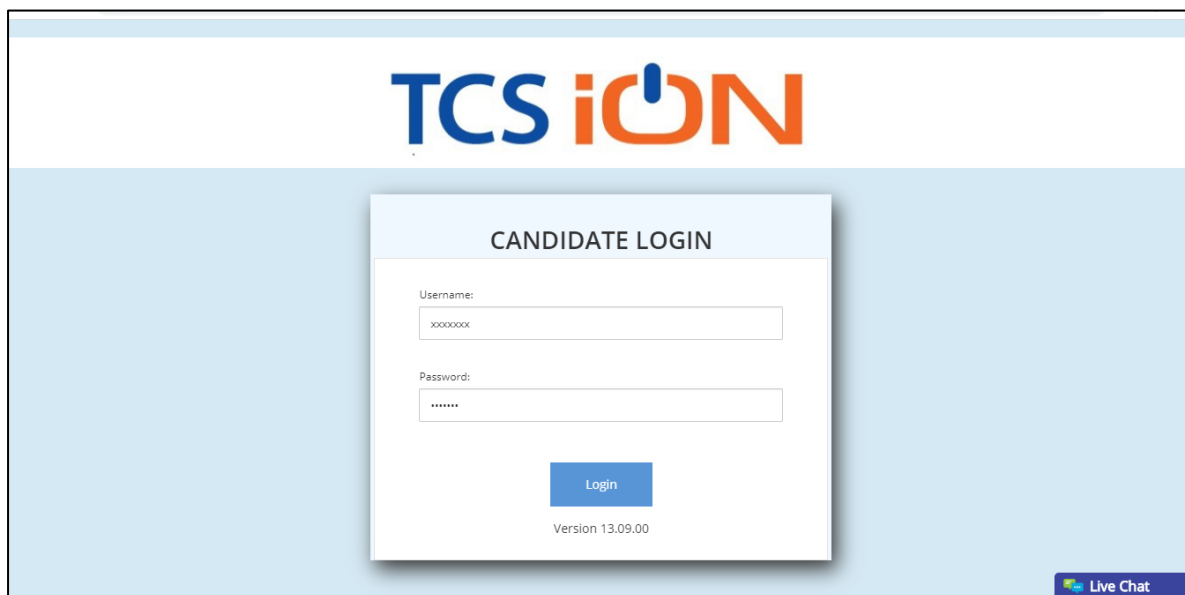 TCS iON
CANDIDATE LOGIN
Username:
xxxxxxx
Password:
•••••••
Login
Version 13.09.00
Live Chat